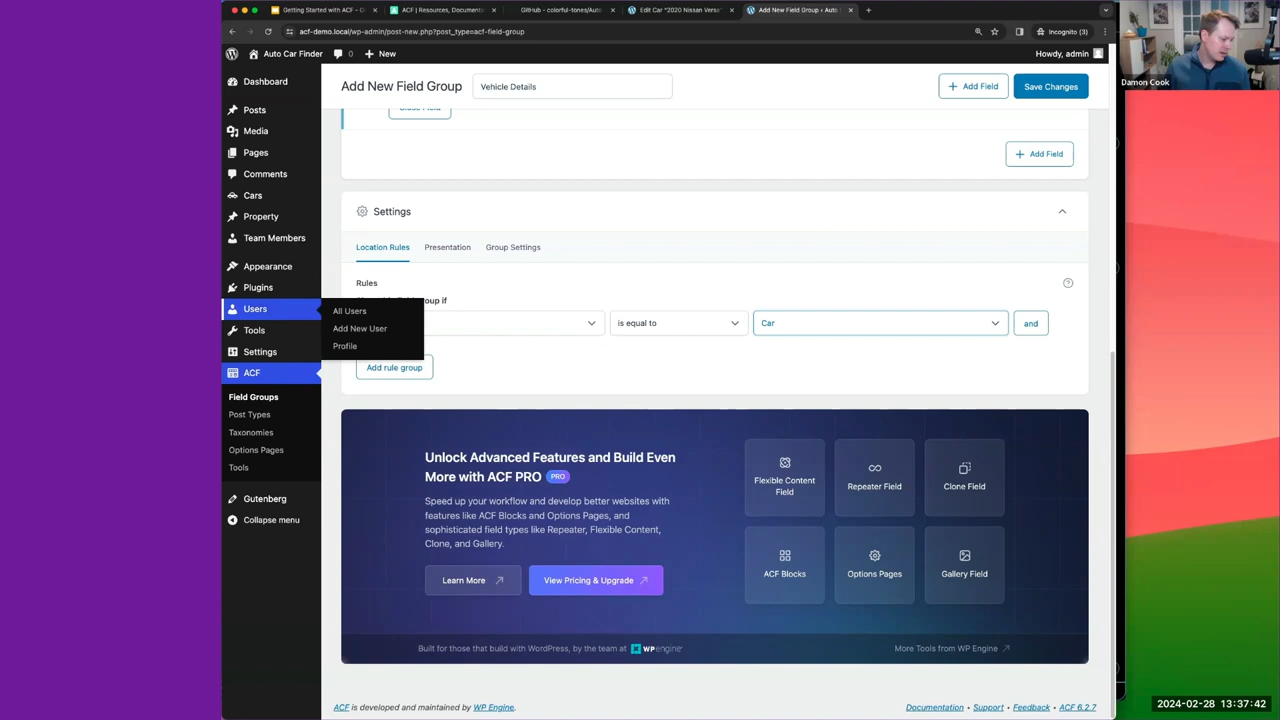 Getting Started with ACF - G
ACF | Resources, Documenta
GitHub - colorful-tones/Auto
Edit Car "2020 Nissan Versa"
Add New Field Group ‹ Auto
acf-demo.local/wp-admin/post-new.php?post_type=acf-field-group
Incognito (3)
Auto Car Finder
0
New
Howdy, admin
Damon Cook
Dashboard
Posts
Media
Pages
Comments
Cars
Property
Team Members
Appearance
Plugins
Users
Tools
Settings
ACF
Field Groups
Post Types
Taxonomies
Options Pages
Tools
Gutenberg
Collapse menu
All Users
Add New User
Profile
Add New Field Group
Vehicle Details
+ Add Field
Save Changes
Close Field
+ Add Field
Settings
Location Rules
Presentation
Group Settings
Rules
oup if
is equal to
Car
and
Add rule group
Unlock Advanced Features and Build Even
More with ACF PRO PRO
Speed up your workflow and develop better websites with
features like ACF Blocks and Options Pages, and
sophisticated field types like Repeater, Flexible Content,
Clone, and Gallery.
Learn More
View Pricing & Upgrade
Flexible Content
Field
Repeater Field
Clone Field
ACF Blocks
Options Pages
Gallery Field
Built for those that build with WordPress, by the team at WPengine
More Tools from WP Engine
ACF is developed and maintained by WP Engine.
Documentation • Support • Feedback • ACF 6.2.7
2024-02-28 13:37:42